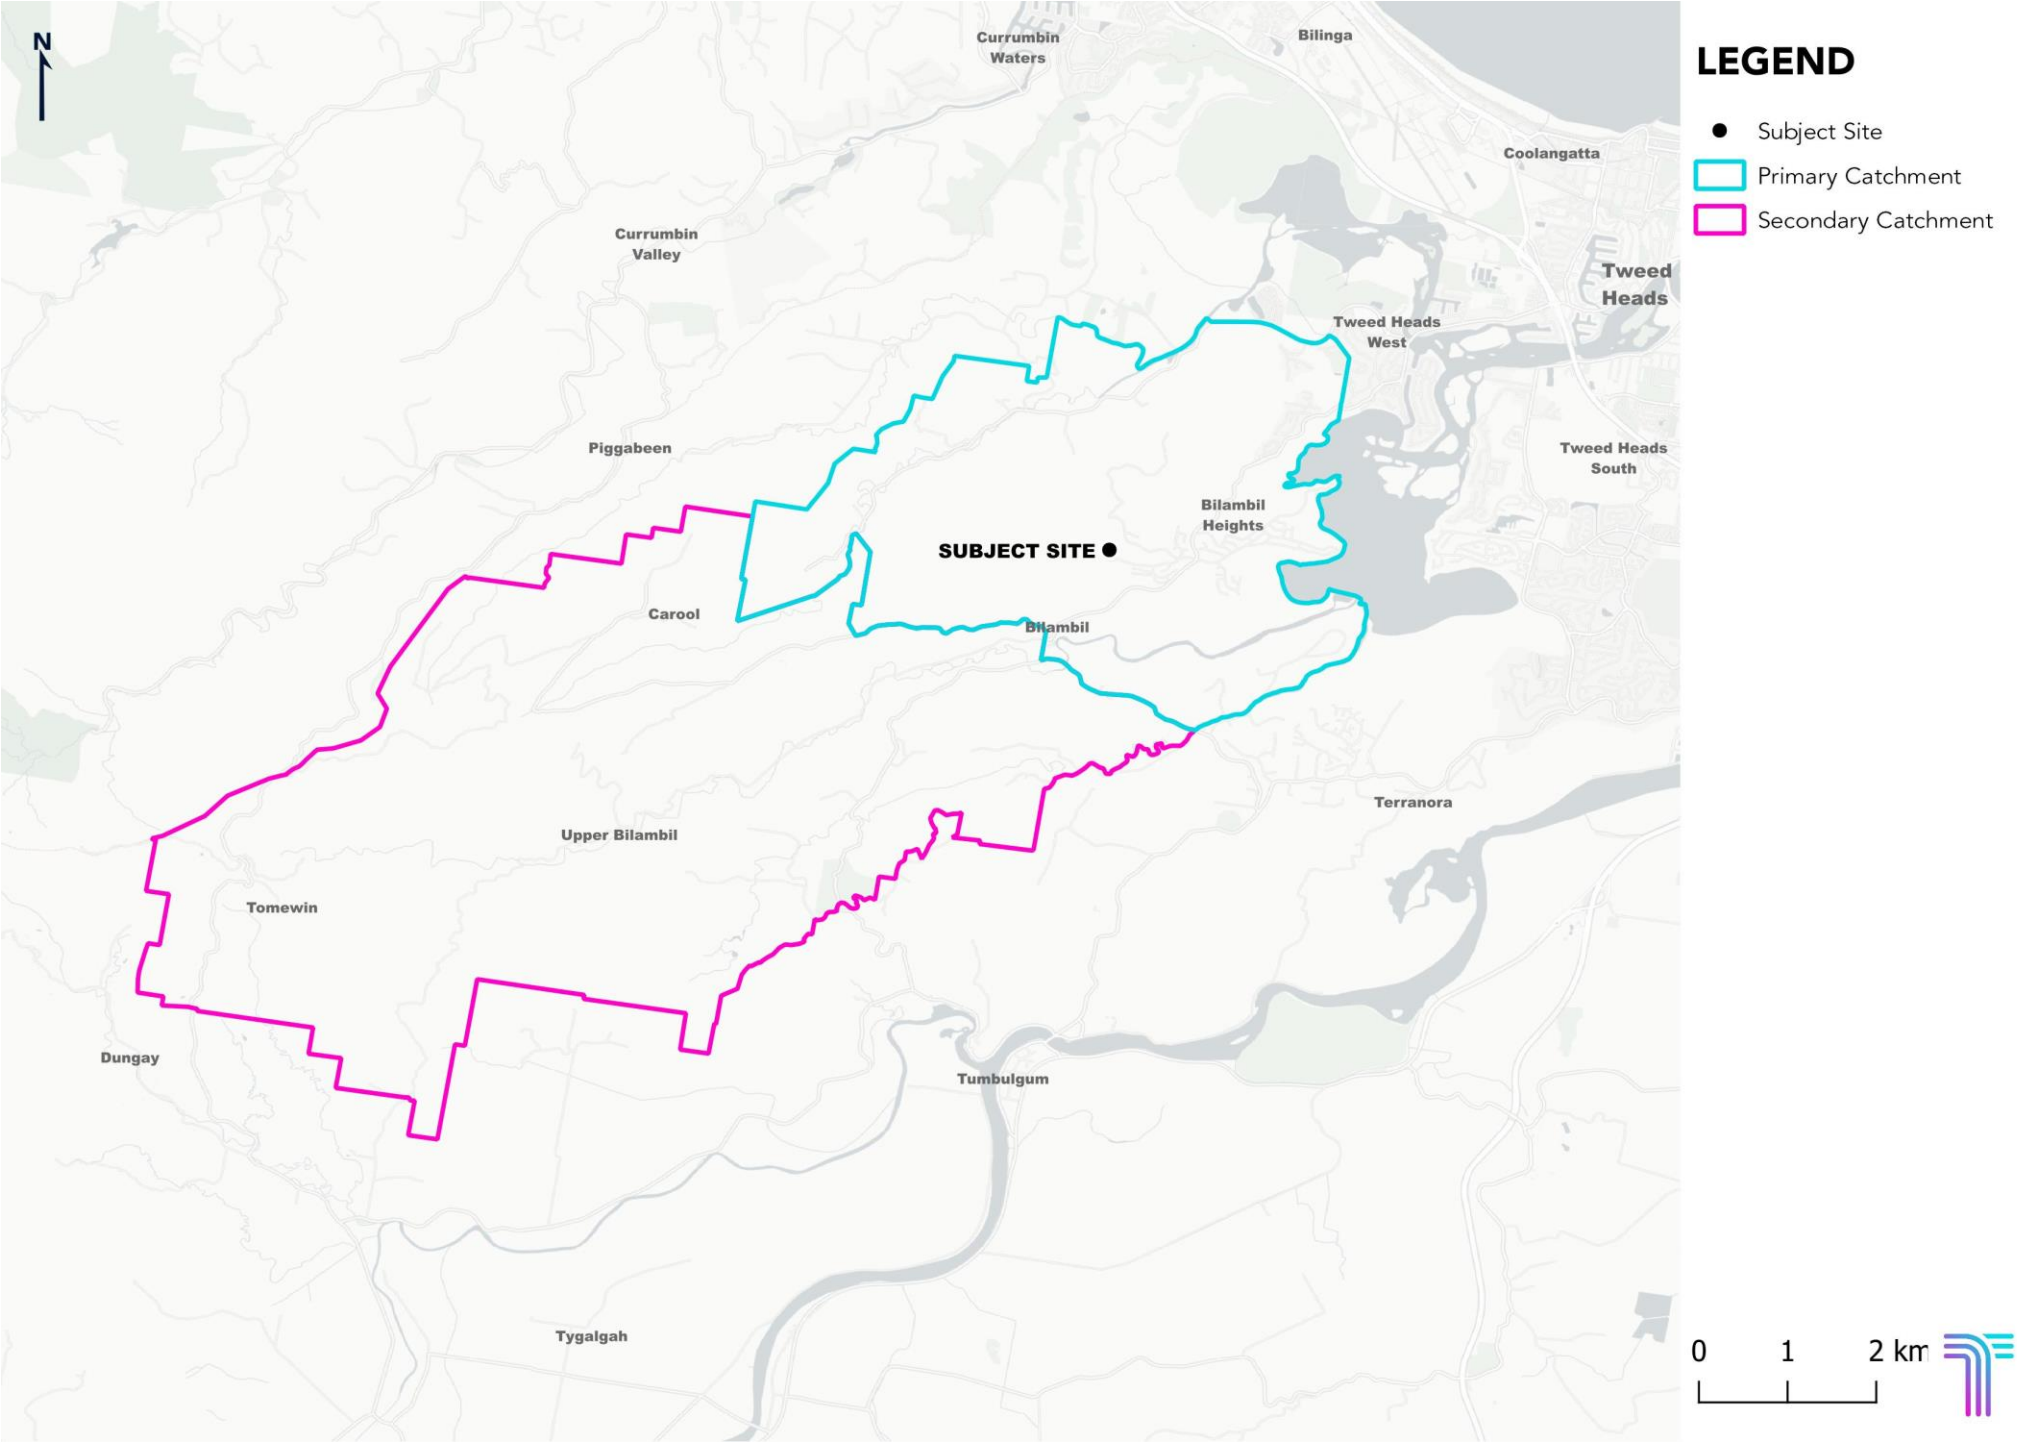 N
Currumbin
Waters
Bilinga
Coolangatta
Currumbin
Valley
Tweed
Heads
Tweed Heads
West
Piggabeen
Tweed Heads
South
Bilambil
Heights
SUBJECT SITE
Carool
Bilambil
Terranora
Upper Bilambil
Tomewin
Dungay
Tumbulgum
Tygalgah
LEGEND
Subject Site
Primary Catchment
Secondary Catchment
0 1 2 km